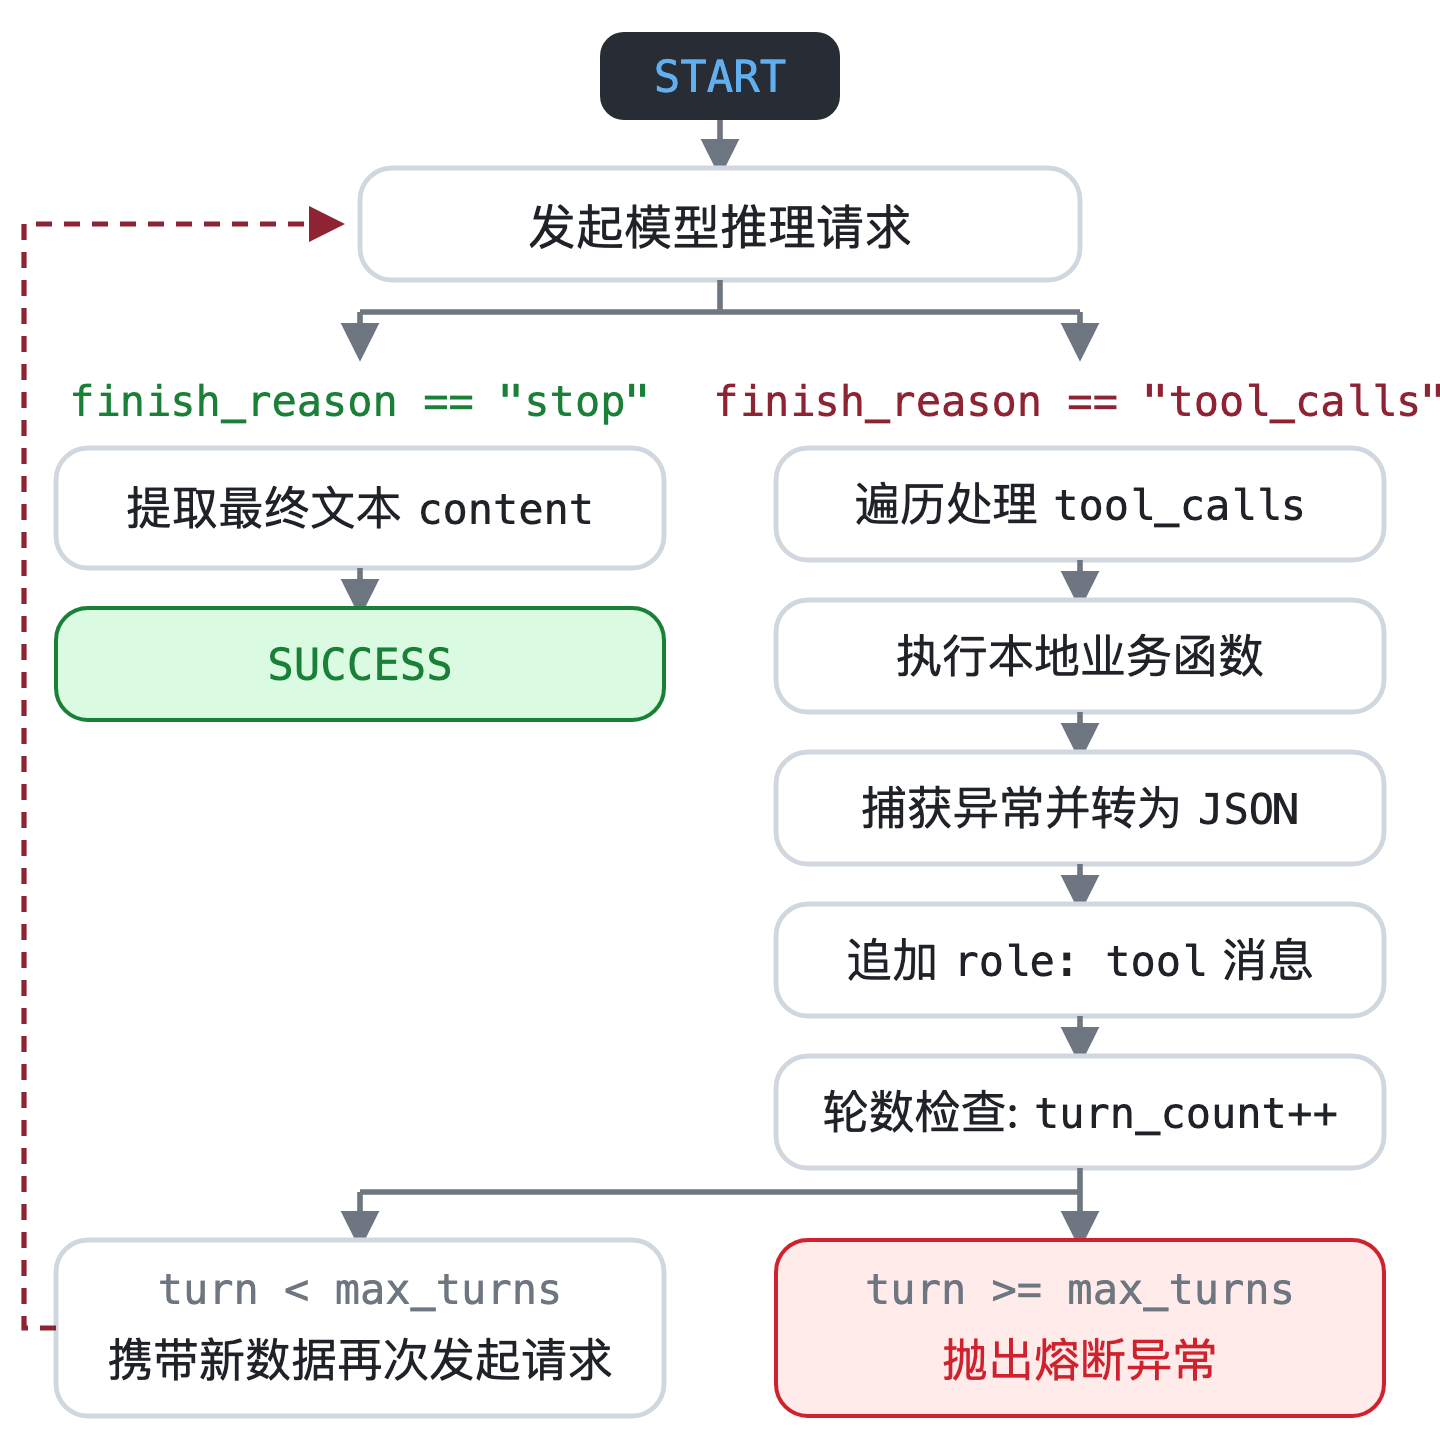 START
发起模型推理请求
finish_reason == "stop"
finish_reason == "tool_calls"
提取最终文本 content
遍历处理 tool_calls
SUCCESS
执行本地业务函数
捕获异常并转为 JSON
追加 role: tool 消息
轮数检查: turn_count++
turn < max_turns
携带新数据再次发起请求
turn >= max_turns
抛出熔断异常